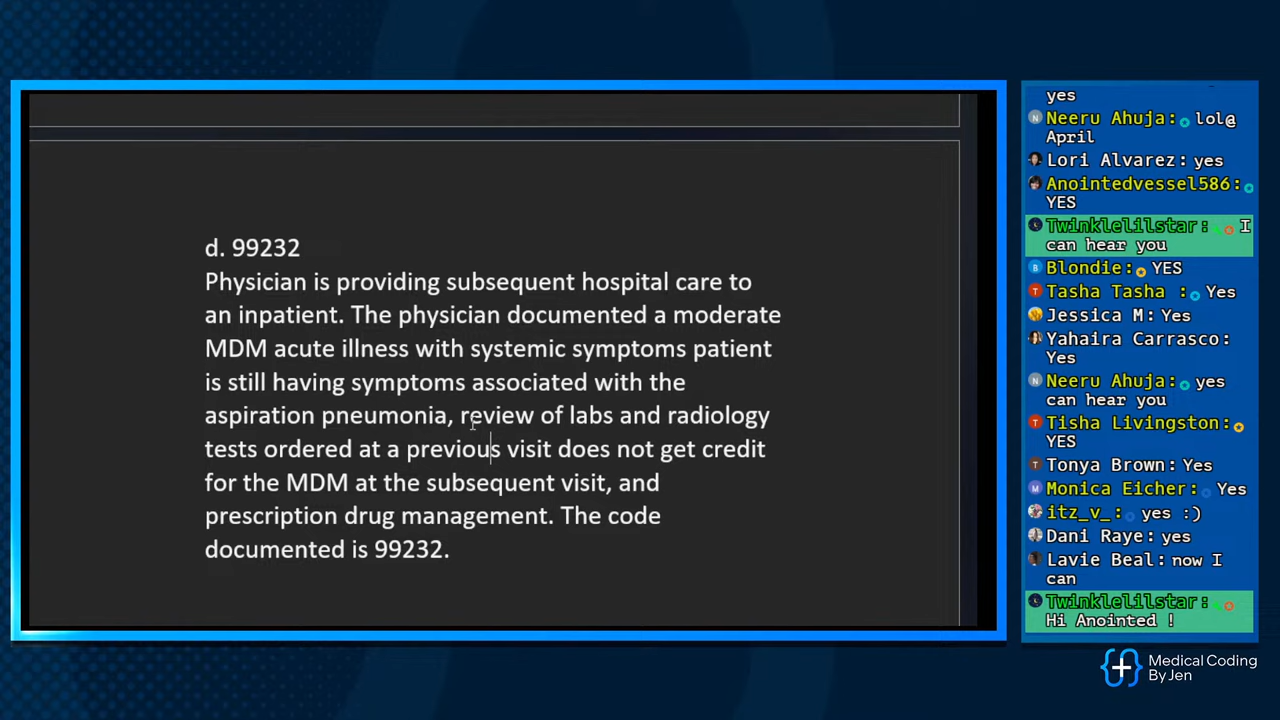 d. 99232
Physician is providing subsequent hospital care to
an inpatient. The physician documented a moderate
MDM acute illness with systemic symptoms patient
is still having symptoms associated with the
aspiration pneumonia, review of labs and radiology
tests ordered at a previous visit does not get credit
for the MDM at the subsequent visit, and
prescription drug management. The code
documented is 99232.
yes
N Neeru Ahuja: lol@
April
Lori Alvarez: yes
Anointedvessel586:
YES
Twinklelilstar: I
can hear you
B Blondie: YES
T Tasha Tasha : Yes
Jessica M: Yes
Yahaira Carrasco:
Yes
N Neeru Ahuja: yes
can hear you
T Tisha Livingston:
YES
Tonya Brown: Yes
M Monica Eicher: Yes
itz_v_: yes :)
Dani Raye: yes
Lavie Beal: now I
can
Twinklelilstar:
Hi Anointed !
Medical Coding
By Jen